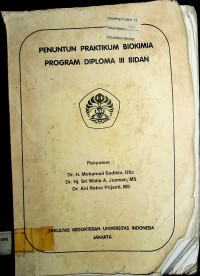 PENUNTUN PRAKTIKUM BIOKIMIA
PROGRAM DIPLOMA III BIDAN
Penyusun :
Dr. H. Mohamad Sadikin, DSc
Dr. Hj. Sri Widia A. Jusman, MS
Dr. Ani Retno Prijanti, MS
FAKULTAS KEDOKTERAN UNIVERSITAS INDONESIA
JAKARTA